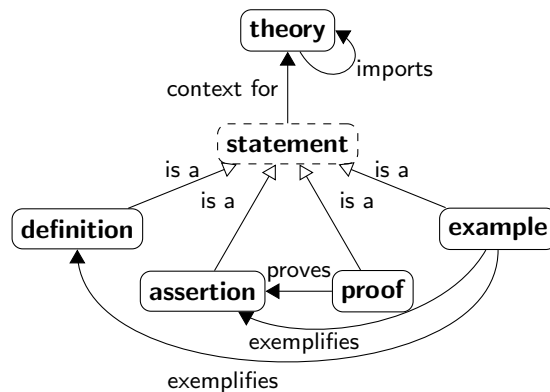 theory
imports
context for
statement
is a
is a
is a
is a
definition
example
assertion
proves
proof
exemplifies
exemplifies